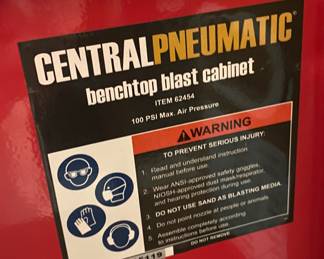 CENTRALPNEUMATIC®
benchtop blast cabinet
ITEM 62454
100 PSI Max. Air Pressure
WARNING
TO PREVENT SERIOUS INJURY:
1. Read and understand instruction
manual before use.
2. Wear ANSI-approved safety goggles,
NIOSH-approved dust mask/respirator,
and hearing protection during use.
3. DO NOT USE SAND AS BLASTING MEDIA.
4. Do not point nozzle at people or animals
5. Assemble completely according
to instructions before use.
DO NOT REMOVE